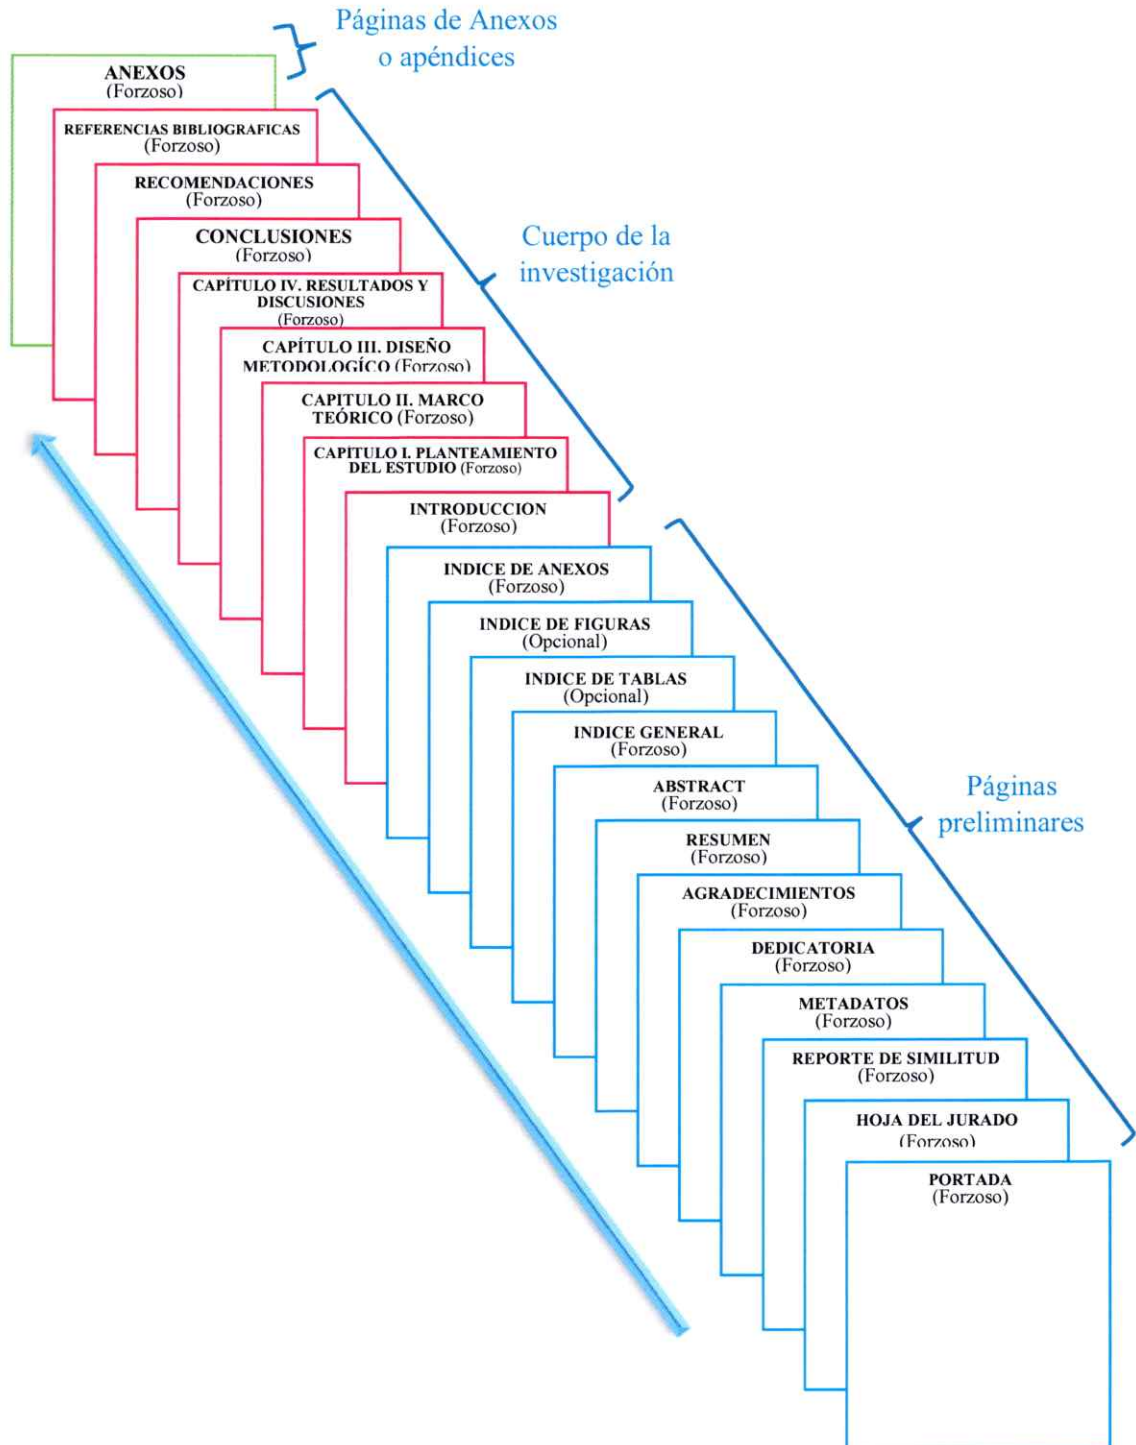 Páginas de Anexos
o apéndices
ANEXOS
(Forzoso)
REFERENCIAS BIBLIOGRAFICAS
(Forzoso)
RECOMENDACIONES
(Forzoso)
CONCLUSIONES
(Forzoso)
Cuerpo de la
investigación
CAPÍTULO IV. RESULTADOS Y
DISCUSIONES
(Forzoso)
CAPÍTULO III. DISEÑO
METODOLOGÍCO (Forzoso)
CAPITULO II. MARCO
TEÓRICO (Forzoso)
CAPÍTULO I. PLANTEAMIENTO
DEL ESTUDIO (Forzoso)
INTRODUCCION
(Forzoso)
INDICE DE ANEXOS
(Forzoso)
INDICE DE FIGURAS
(Opcional)
INDICE DE TABLAS
(Opcional)
INDICE GENERAL
(Forzoso)
ABSTRACT
(Forzoso)
Páginas
preliminares
RESUMEN
(Forzoso)
AGRADECIMIENTOS
(Forzoso)
DEDICATORIA
(Forzoso)
METADATOS
(Forzoso)
REPORTE DE SIMILITUD
(Forzoso)
HOJA DEL JURADO
(Forzoso)
PORTADA
(Forzoso)